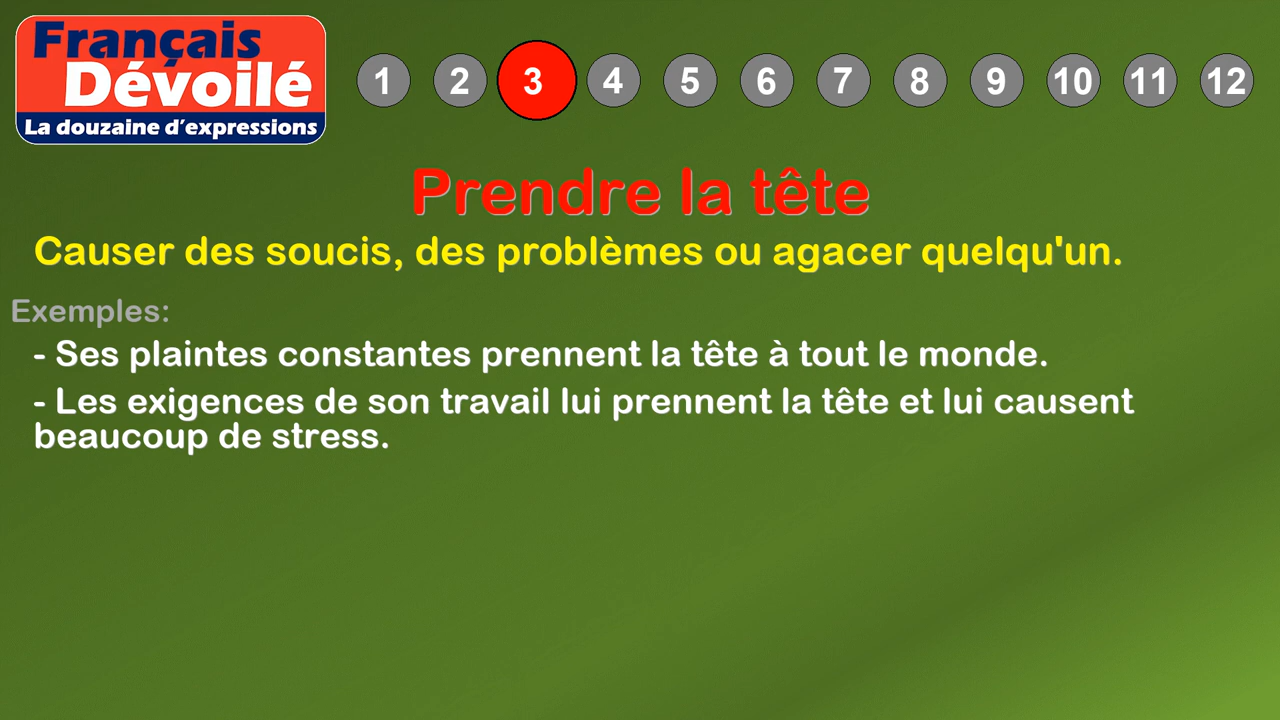 Français
Dévoilé
La douzaine d'expressions
1 2 3 4 5 6 7 8 9 10 11 12
Prendre la tête
Causer des soucis, des problèmes ou agacer quelqu'un.
Exemples:
- Ses plaintes constantes prennent la tête à tout le monde.
- Les exigences de son travail lui prennent la tête et lui causent
beaucoup de stress.